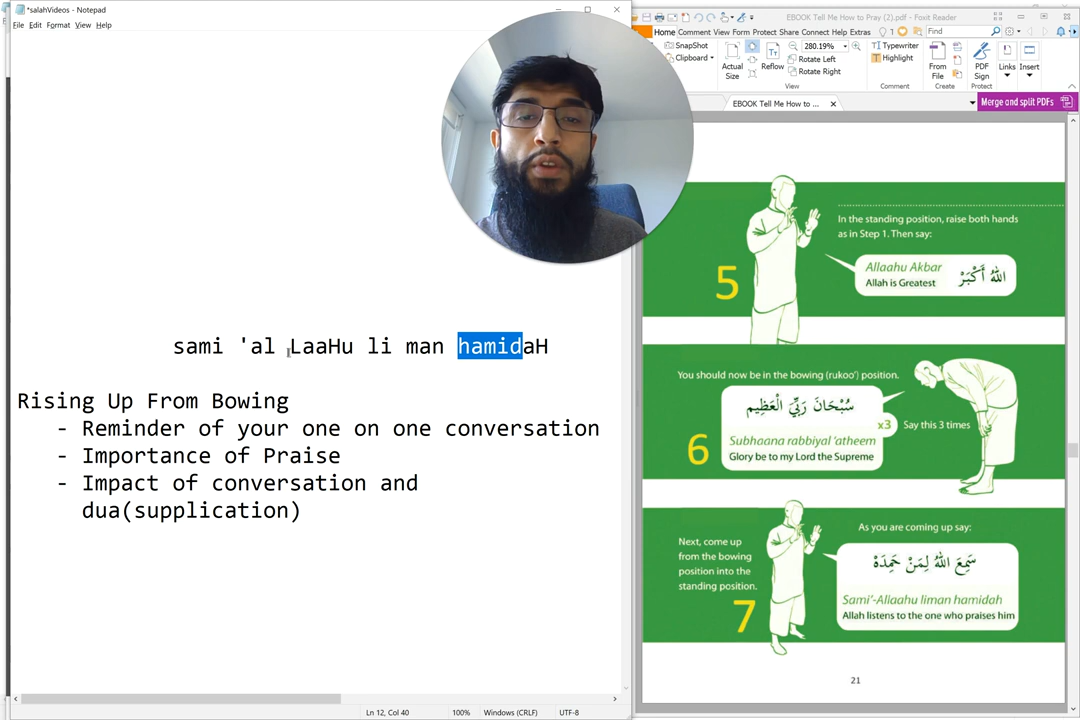 *salahVideos - Notepad
File Edit Format View Help
sami 'al LaaHu li man hamidaH
Rising Up From Bowing
- Reminder of your one on one conversation
- Importance of Praise
- Impact of conversation and
dua(supplication)
Ln 12, Col 40 100% Windows (CRLF) UTF-8
EBOOK Tell Me How to Pray (2).pdf - Foxit Reader
Home Comment View Form Protect Share Connect Help Extras
Find
SnapShot
Clipboard
Actual
Size
Reflow
280.19%
Rotate Left
Rotate Right
View
Typewriter
Highlight
Comment
From
File
Create
PDF
Sign
Protect
Links
Insert
EBOOK Tell Me How to ...
Merge and split PDFs
5
In the standing position, raise both hands
as in Step 1. Then say:
Allaahu Akbar
Allah is Greatest
اللهُ أَكْبَرْ
You should now be in the bowing (rukoo') position.
سُبْحَانَ رَبِّيَ الْعَظِيم
x3
Say this 3 times
6
Subhaana rabbiyal 'atheem
Glory be to my Lord the Supreme
As you are coming up say:
Next, come up
from the bowing
position into the
standing position.
7
سَمِعَ اللهُ لِمَنْ حَمِدَهْ
Sami'-Allaahu liman hamidah
Allah listens to the one who praises him
21